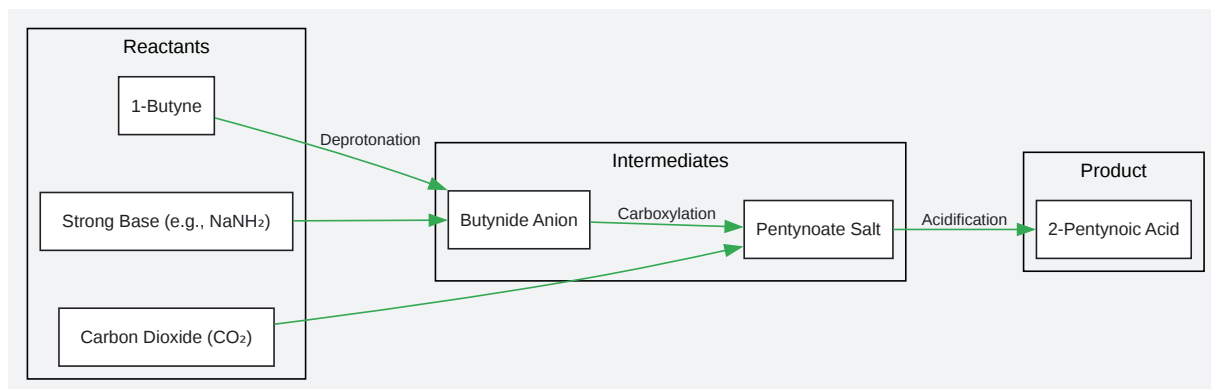 Reactants
1-Butyne
Deprotonation
Strong Base (e.g., NaNH₂)
Carbon Dioxide (CO₂)
Intermediates
Butynide Anion
Carboxylation
Pentynoate Salt
Acidification
Product
2-Pentynoic Acid